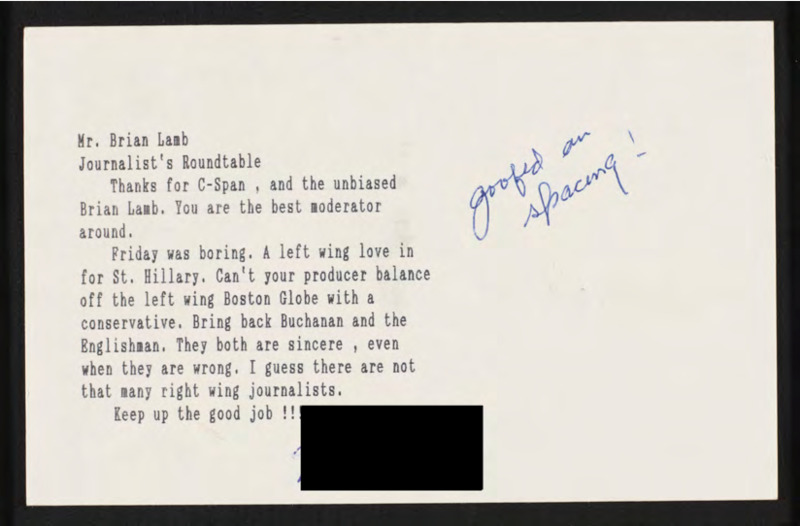 Mr. Brian Lamb
Journalist's Roundtable
Thanks for C-Span , and the unbiased
Brian Lamb. You are the best moderator
around.
Friday was boring. A left wing love in
for St. Hillary. Can't your producer balance
off the left wing Boston Globe with a
conservative. Bring back Buchanan and the
Englishman. They both are sincere , even
when they are wrong. I guess there are not
that many right wing journalists.
Keep up the good job !!!
goofed on
spacing!